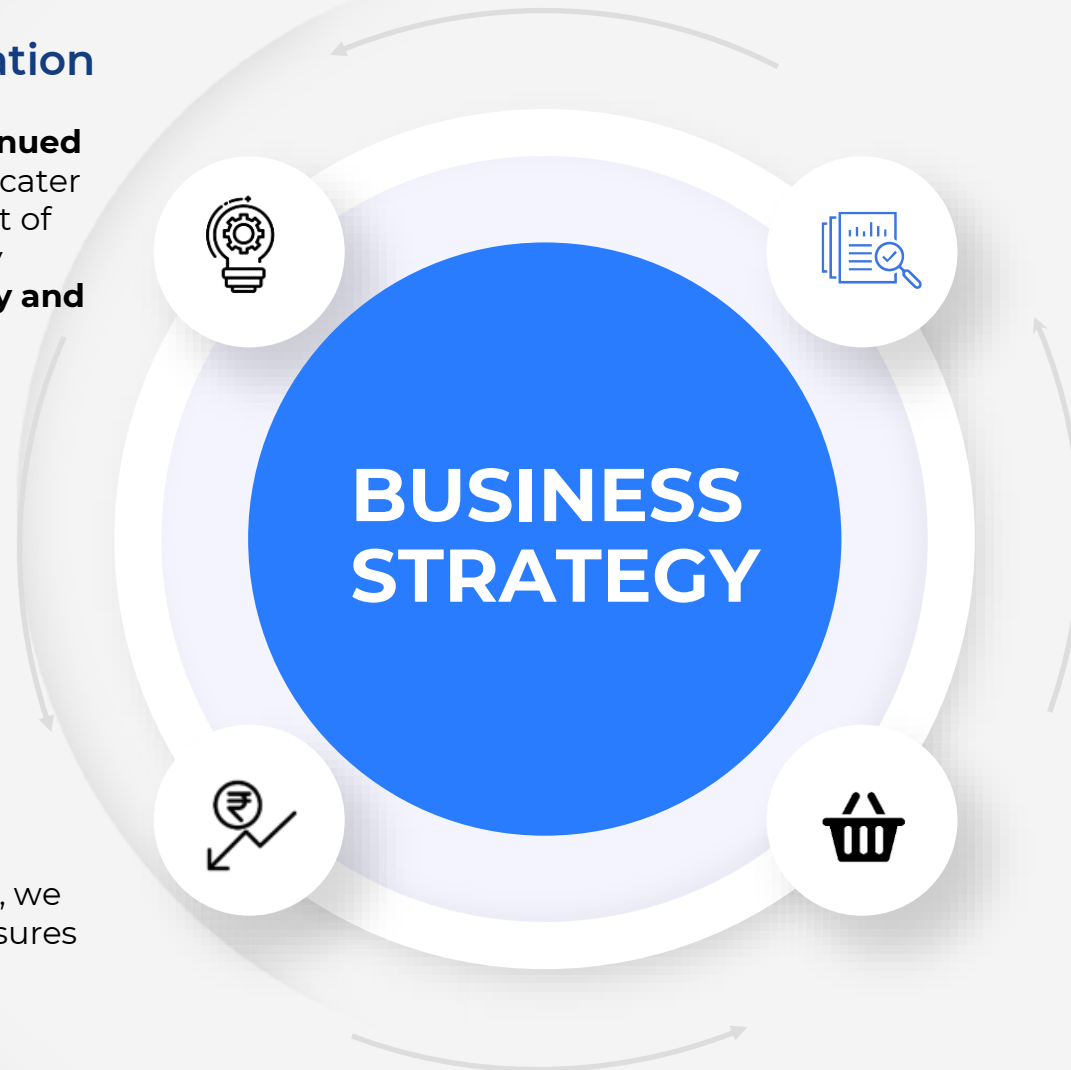 ation
nued
cater
t of
y and
BUSINESS
STRATEGY
, we
sures